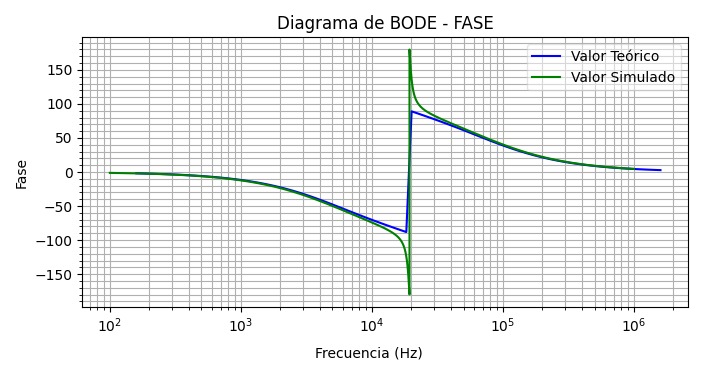 Diagrama de BODE - FASE
Valor Teórico
Valor Simulado
Fase
150
100
50
0
−50
−100
−150
10²
10³
10⁴
10⁵
10⁶
Frecuencia (Hz)